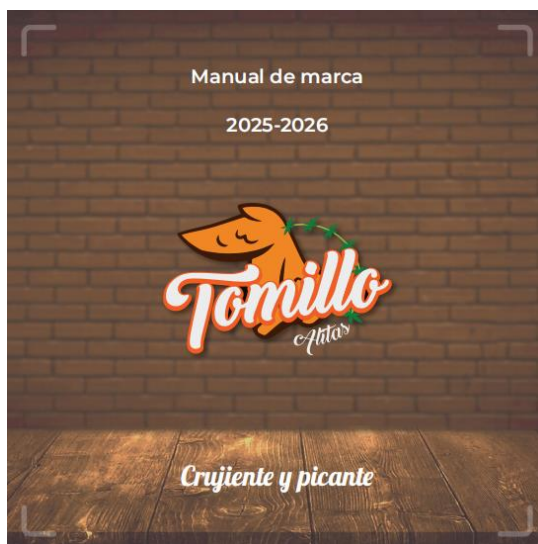 Manual de marca
2025-2026
Tomillo
Alitas
Crujiente y picante